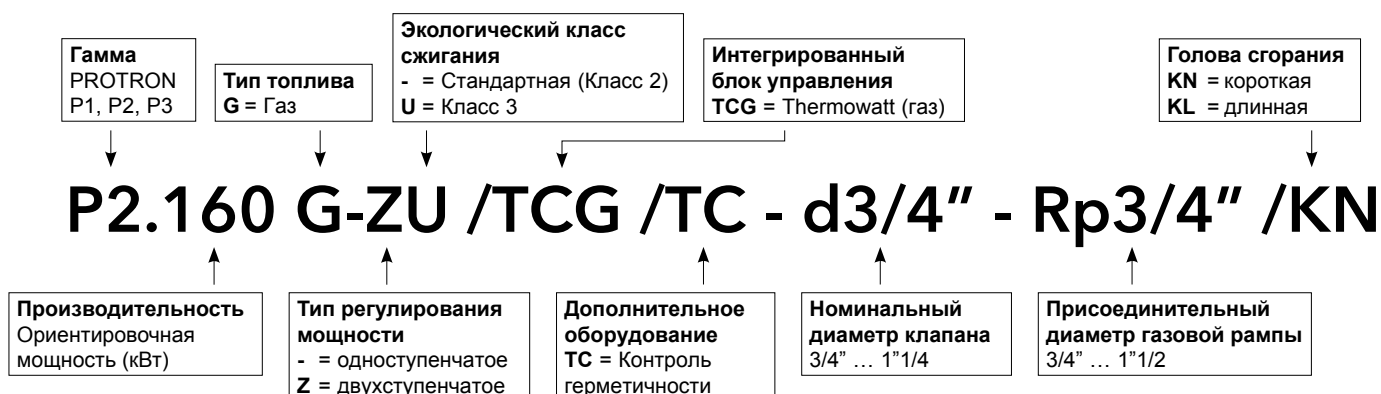 Гамма
PROTRON
P1, P2, P3
Тип топлива
G = Газ
Экологический класс
сжигания
- = Стандартная (Класс 2)
U = Класс 3
Интегрированный
блок управления
TCG = Thermowatt (газ)
Голова сгорания
KN = короткая
KL = длинная
P2.160 G-ZU /TCG /TC - d3/4" - Rp3/4" /KN
Производительность
Ориентировочная
мощность (кВт)
Тип регулирования
мощности
- = одноступенчатое
Z = двухступенчатое
Дополнительное
оборудование
TC = Контроль
герметичности
Номинальный
диаметр клапана
3/4” … 1”1/4
Присоединительный
диаметр газовой рампы
3/4” … 1”1/2